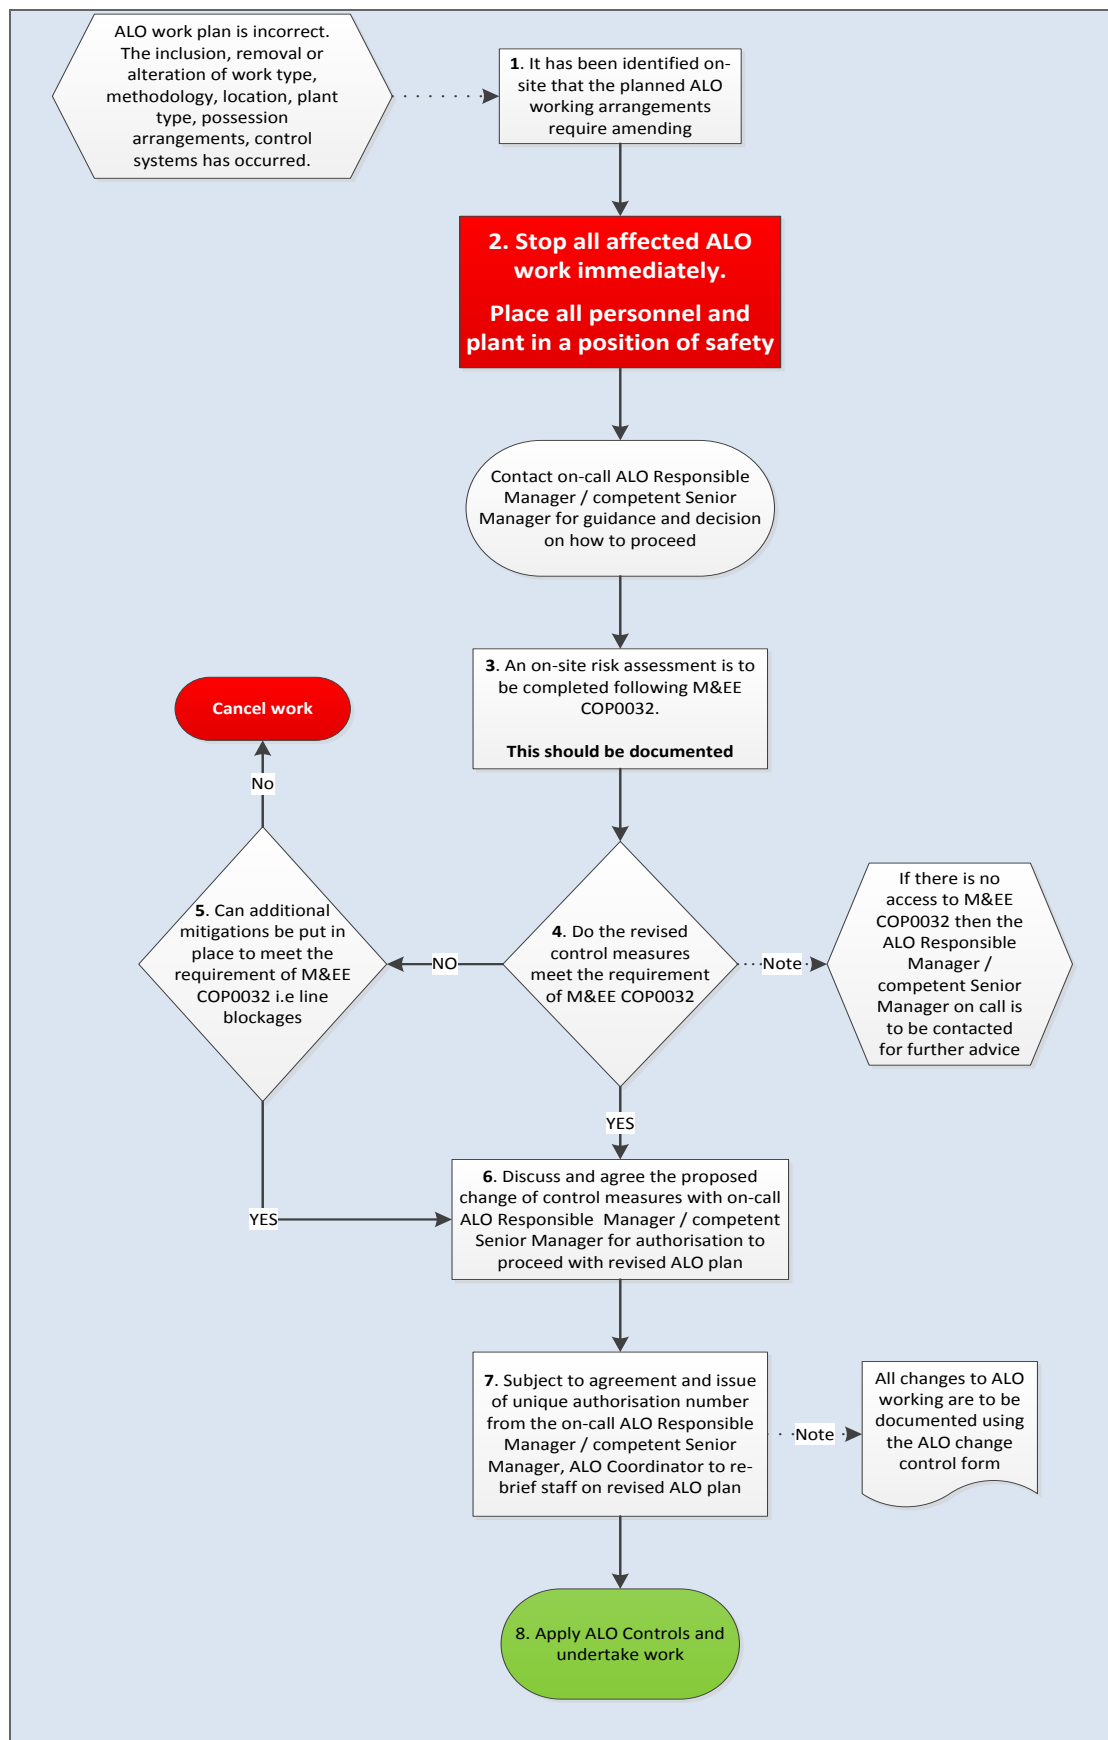 ALO work plan is incorrect.
The inclusion, removal or
alteration of work type,
methodology, location, plant
type, possession
arrangements, control
systems has occurred.
1. It has been identified on-
site that the planned ALO
working arrangements
require amending
2. Stop all affected ALO
work immediately.
Place all personnel and
plant in a position of safety
Contact on-call ALO Responsible
Manager / competent Senior
Manager for guidance and decision
on how to proceed
3. An on-site risk assessment is to
be completed following M&EE
COP0032.
This should be documented
Cancel work
No
5. Can additional
mitigations be put in
place to meet the
requirement of M&EE
COP0032 i.e line
blockages
NO
4. Do the revised
control measures
meet the requirement
of M&EE COP0032
Note
If there is no
access to M&EE
COP0032 then the
ALO Responsible
Manager /
competent Senior
Manager on call is
to be contacted
for further advice
YES
YES
6. Discuss and agree the proposed
change of control measures with on-call
ALO Responsible  Manager / competent
Senior Manager for authorisation to
proceed with revised ALO plan
7. Subject to agreement and issue
of unique authorisation number
from the on-call ALO Responsible
Manager / competent Senior
Manager, ALO Coordinator to re-
brief staff on revised ALO plan
Note
All changes to ALO
working are to be
documented using
the ALO change
control form
8. Apply ALO Controls and
undertake work